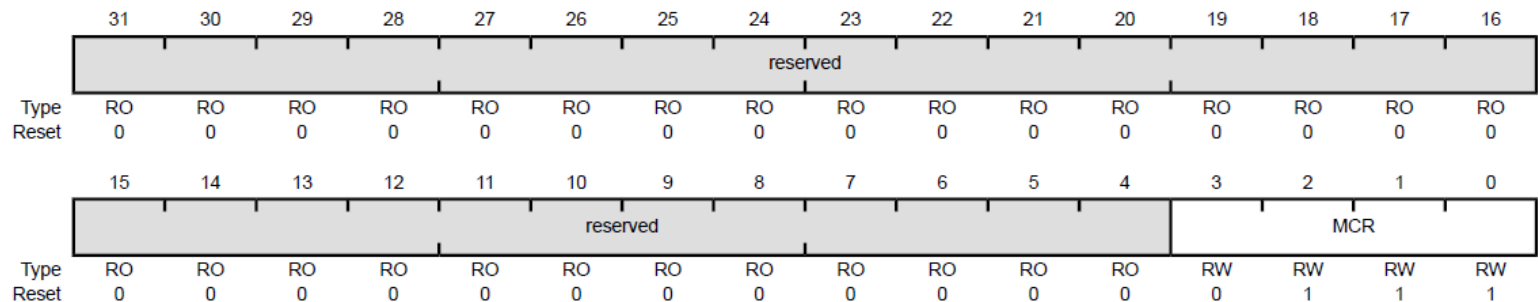 31 30 29 28 27 26 25 24 23 22 21 20 19 18 17 16
reserved
Type RO RO RO RO RO RO RO RO RO RO RO RO RO RO RO RO
Reset 0 0 0 0 0 0 0 0 0 0 0 0 0 0 0 0
15 14 13 12 11 10 9 8 7 6 5 4 3 2 1 0
reserved MCR
Type RO RO RO RO RO RO RO RO RO RO RO RO RW RW RW RW
Reset 0 0 0 0 0 0 0 0 0 0 0 0 0 1 1 1